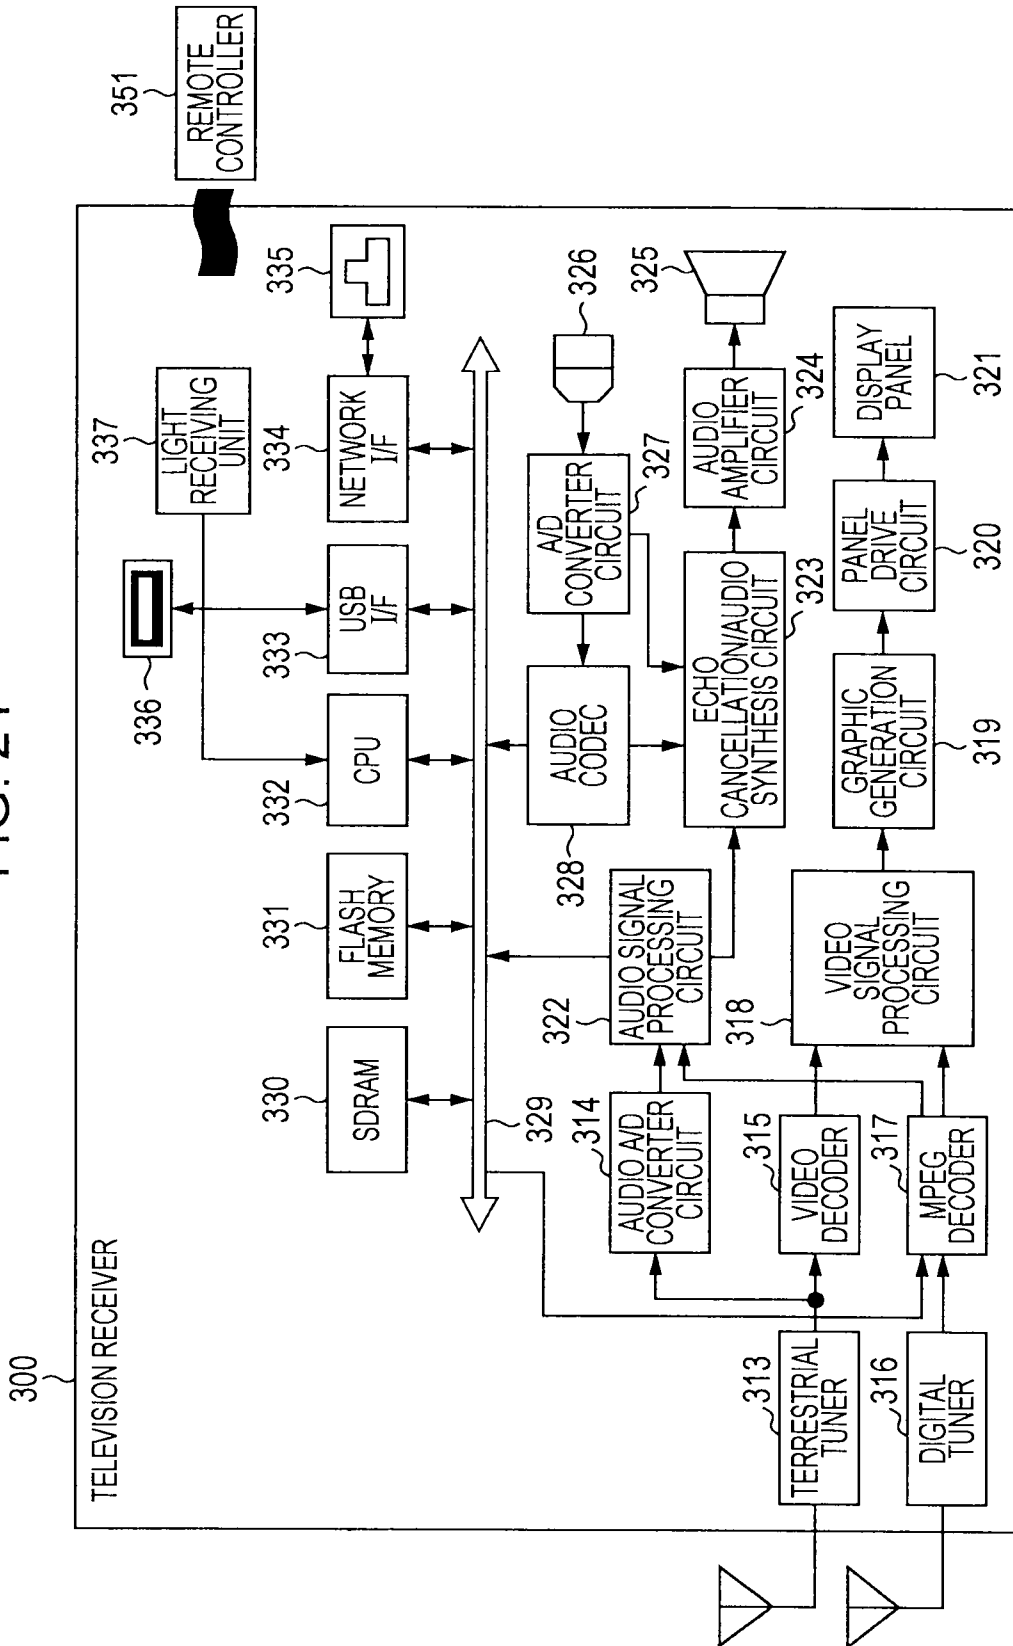 FIG. 21
300
TELEVISION RECEIVER
351
REMOTE
CONTROLLER
330
SDRAM
331
FLASH
MEMORY
332
CPU
333
USB
I/F
336
337
LIGHT
RECEIVING
UNIT
334
NETWORK
I/F
335
329
314
AUDIO A/D
CONVERTER
CIRCUIT
322
AUDIO SIGNAL
PROCESSING
CIRCUIT
328
AUDIO
CODEC
A/D
CONVERTER
CIRCUIT
327
326
ECHO
CANCELLATION/AUDIO
SYNTHESIS CIRCUIT
323
AUDIO
AMPLIFIER
CIRCUIT
324
325
313
TERRESTRIAL
TUNER
315
VIDEO
DECODER
316
DIGITAL
TUNER
317
MPEG
DECODER
318
VIDEO
SIGNAL
PROCESSING
CIRCUIT
GRAPHIC
GENERATION
CIRCUIT
319
PANEL
DRIVE
CIRCUIT
320
DISPLAY
PANEL
321